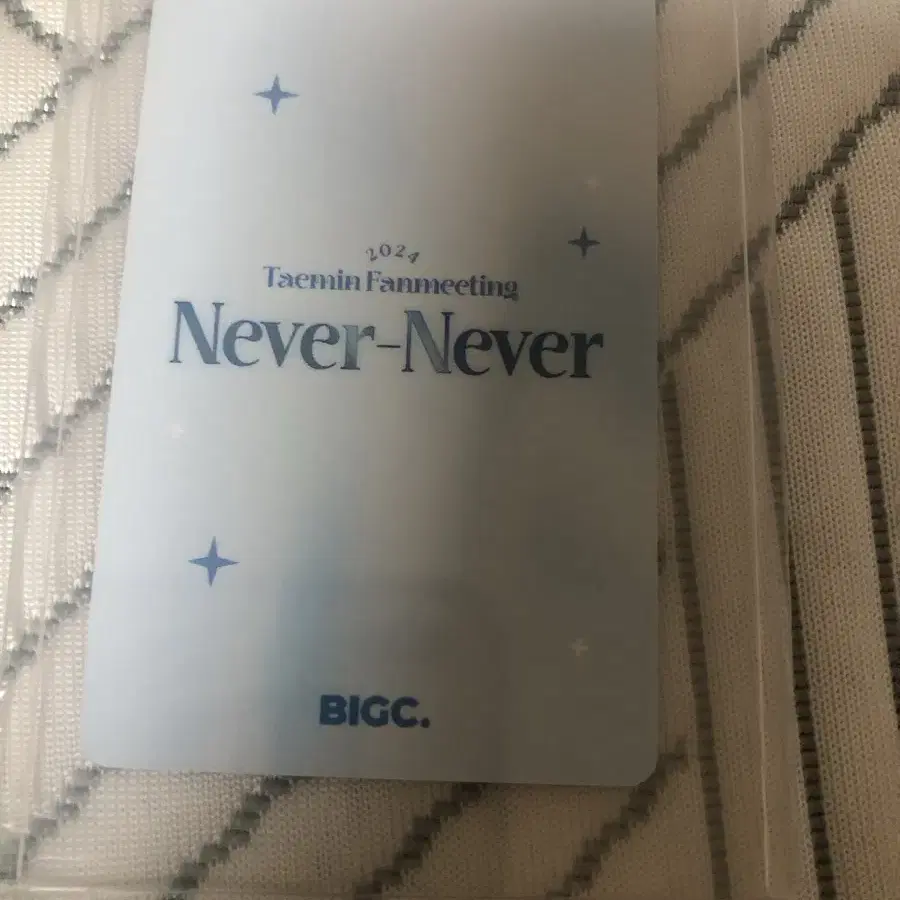 2024
Taemin Fanmeeting
Never-Never
BIGC.